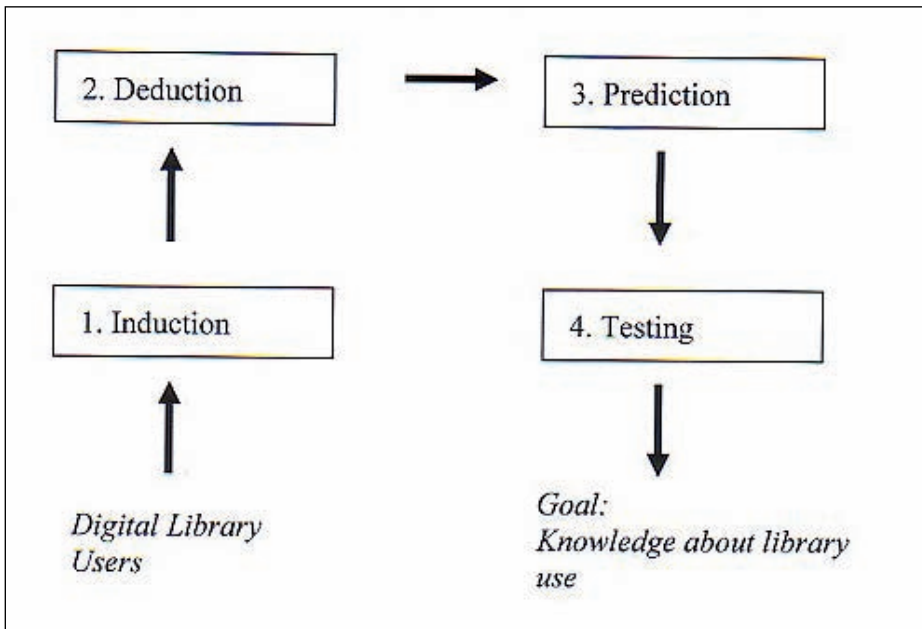 2. Deduction
3. Prediction
1. Induction
4. Testing
Digital Library
Users
Goal:
Knowledge about library
use